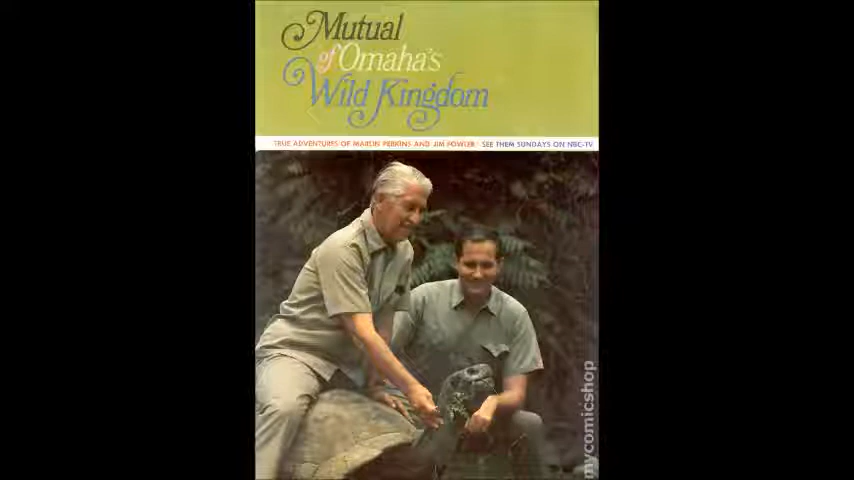 Mutual
of Omaha's
Wild Kingdom
TRUE ADVENTURES OF MARLIN PERKINS AND JIM FOWLER SEE THEM SUNDAYS ON NBC-TV
mycomicshop